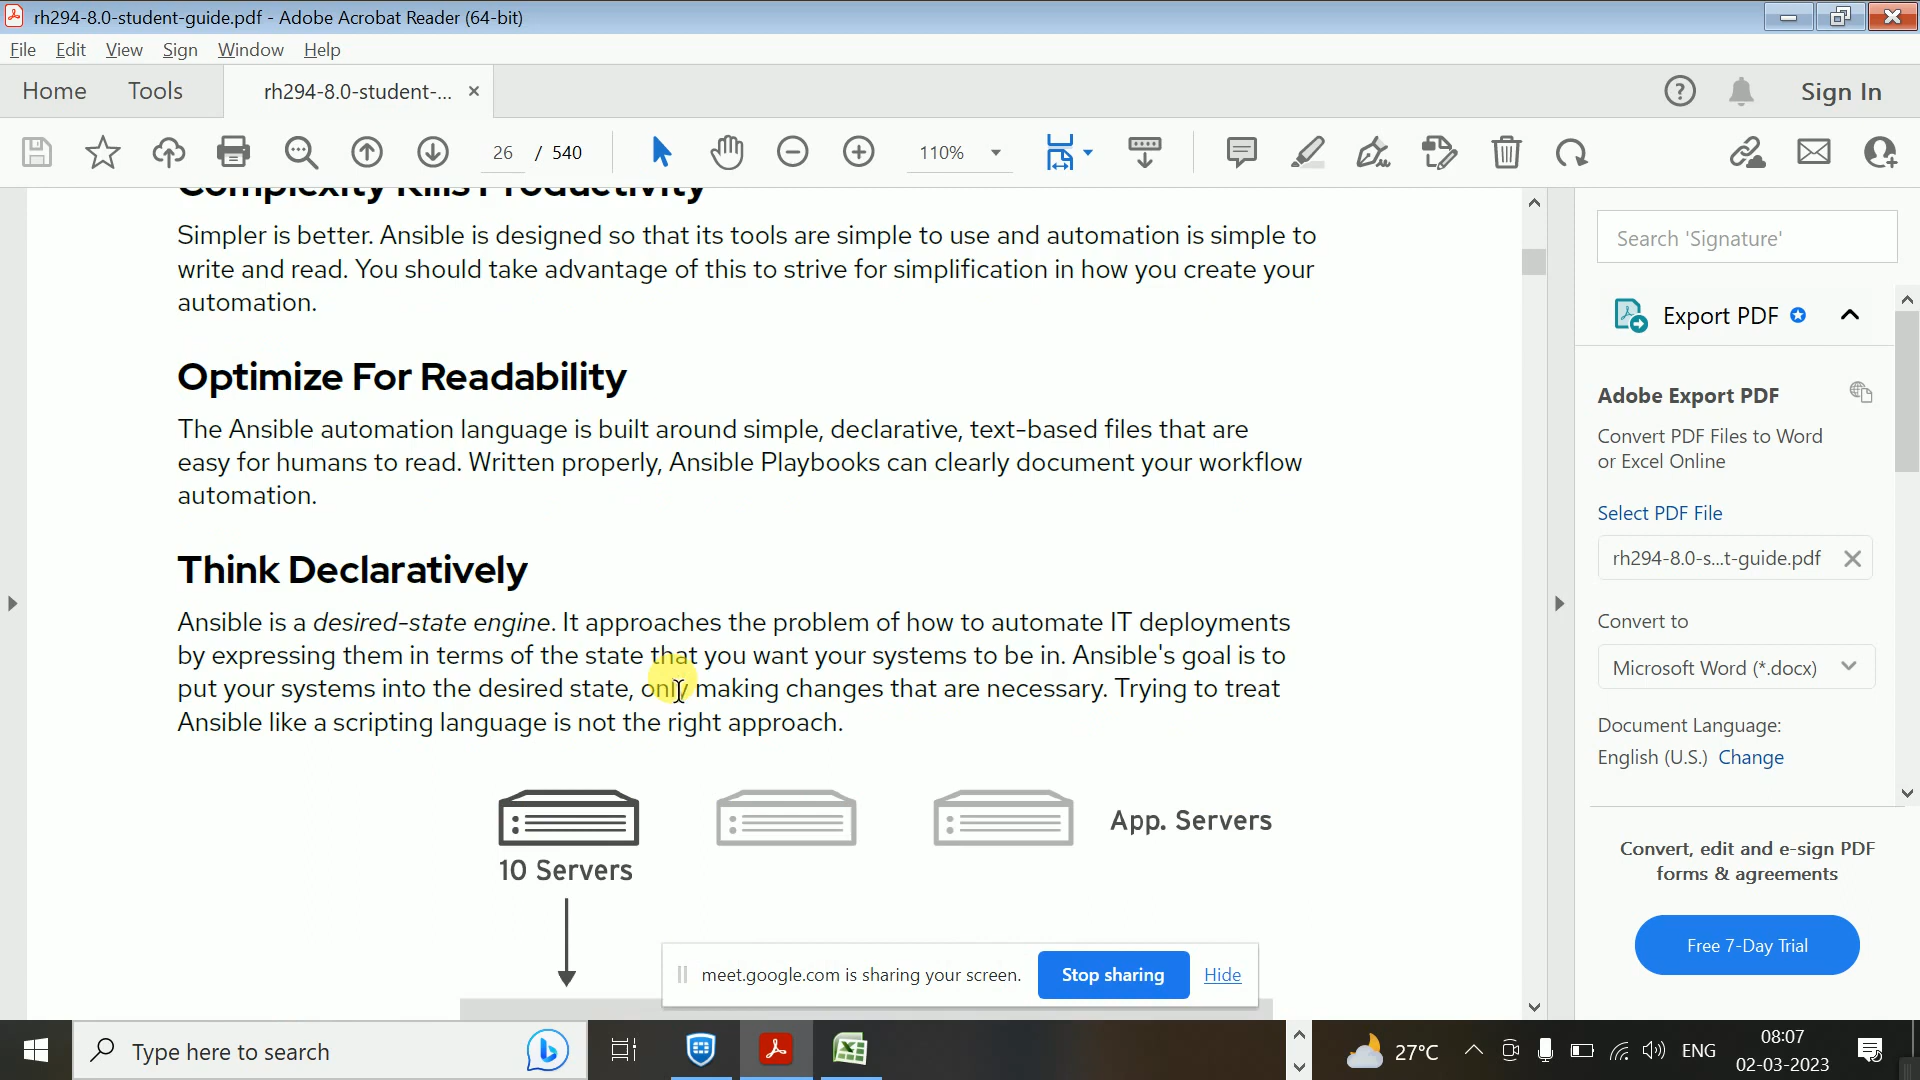 rh294-8.0-student-guide.pdf - Adobe Acrobat Reader (64-bit)
File Edit View Sign Window Help
Home Tools rh294-8.0-student-... × Sign In
26 / 540 110%
Complexity Kills Productivity
Simpler is better. Ansible is designed so that its tools are simple to use and automation is simple to
write and read. You should take advantage of this to strive for simplification in how you create your
automation.
Optimize For Readability
The Ansible automation language is built around simple, declarative, text-based files that are
easy for humans to read. Written properly, Ansible Playbooks can clearly document your workflow
automation.
Think Declaratively
Ansible is a desired-state engine. It approaches the problem of how to automate IT deployments
by expressing them in terms of the state that you want your systems to be in. Ansible's goal is to
put your systems into the desired state, only making changes that are necessary. Trying to treat
Ansible like a scripting language is not the right approach.
App. Servers
10 Servers
Search 'Signature'
Export PDF
Adobe Export PDF
Convert PDF Files to Word
or Excel Online
Select PDF File
rh294-8.0-s...t-guide.pdf
Convert to
Microsoft Word (*.docx)
Document Language:
English (U.S.) Change
Convert, edit and e-sign PDF
forms & agreements
Free 7-Day Trial
meet.google.com is sharing your screen. Stop sharing Hide
Type here to search
27°C ENG
08:07
02-03-2023